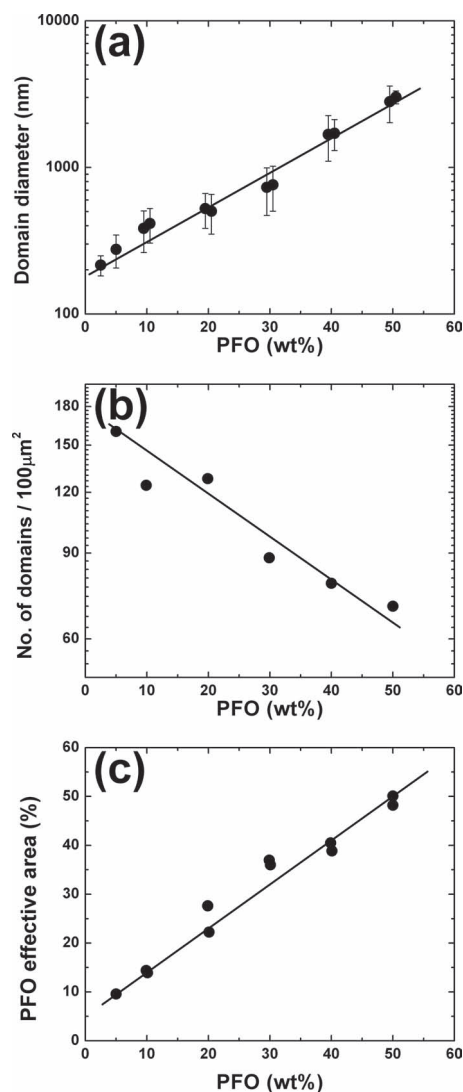 (a)
Domain diameter (nm)
10000
1000
100
0 10 20 30 40 50 60
PFO (wt%)
(b)
No. of domains / 100μm²
180
150
120
90
60
0 10 20 30 40 50 60
PFO (wt%)
(c)
PFO effective area (%)
60
50
40
30
20
10
0
0 10 20 30 40 50 60
PFO (wt%)